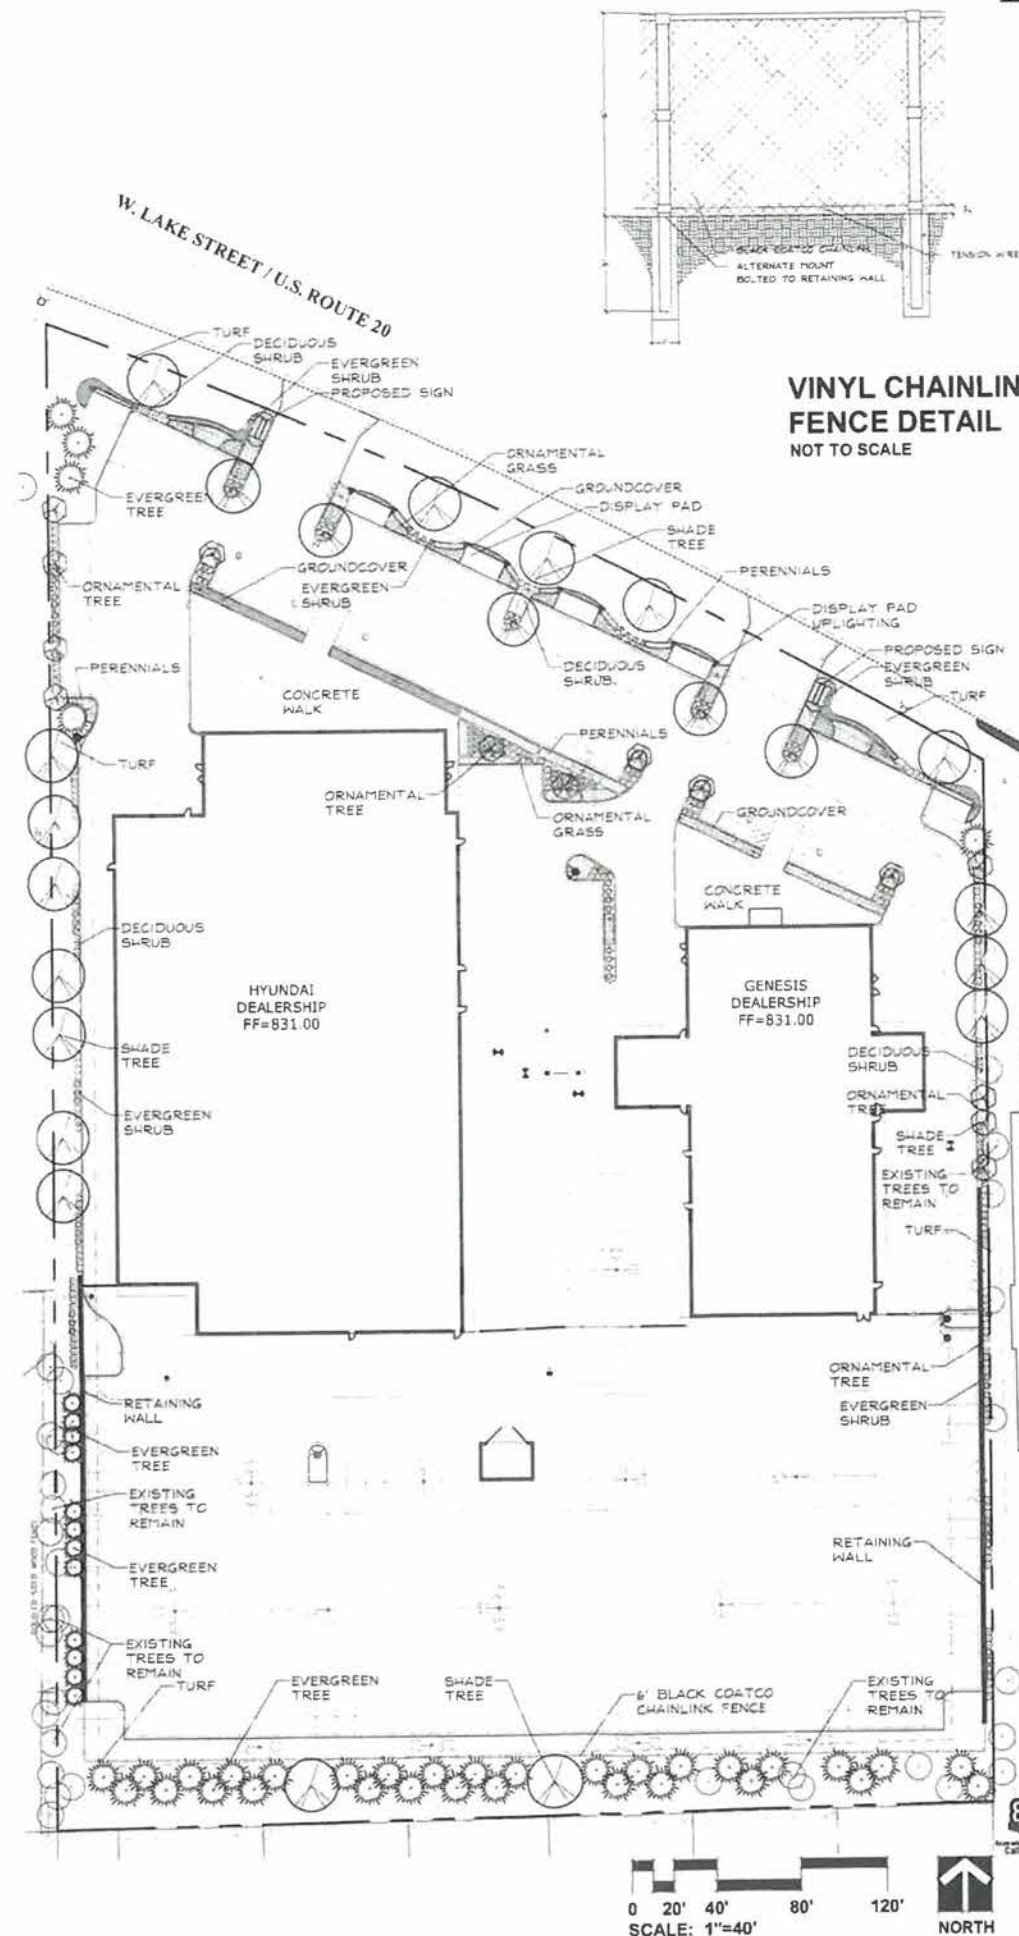 BLACK COATCO CHAINLINK
ALTERNATE MOUNT
BOLTED TO RETAINING WALL
TENSION WIRE
VINYL CHAINLIN
FENCE DETAIL
NOT TO SCALE
W. LAKE STREET / U.S. ROUTE 20
TURF
DECIDUOUS
SHRUB
EVERGREEN
SHRUB
PROPOSED SIGN
ORNAMENTAL
GRASS
GROUNDCOVER
DISPLAY PAD
SHADE
TREE
EVERGREEN
TREE
GROUNDCOVER
EVERGREEN
SHRUB
PERENNIALS
ORNAMENTAL
TREE
DISPLAY PAD
UPLIGHTING
PERENNIALS
DECIDUOUS
SHRUB
PROPOSED SIGN
EVERGREEN
SHRUB
TURF
CONCRETE
WALK
PERENNIALS
TURF
ORNAMENTAL
TREE
ORNAMENTAL
GRASS
GROUNDCOVER
CONCRETE
WALK
DECIDUOUS
SHRUB
HYUNDAI
DEALERSHIP
FF=831.00
GENESIS
DEALERSHIP
FF=831.00
SHADE
TREE
DECIDUOUS
SHRUB
ORNAMENTAL
TREE
EVERGREEN
SHRUB
SHADE
TREE
EXISTING
TREES TO
REMAIN
TURF
ORNAMENTAL
TREE
RETAINING
WALL
EVERGREEN
SHRUB
EVERGREEN
TREE
EXISTING
TREES TO
REMAIN
RETAINING
WALL
EVERGREEN
TREE
EXISTING
TREES TO
REMAIN
TURF
EVERGREEN
TREE
SHADE
TREE
6' BLACK COATCO
CHAINLINK FENCE
EXISTING
TREES TO
REMAIN
0 20' 40' 80' 120'
SCALE: 1"=40'
NORTH